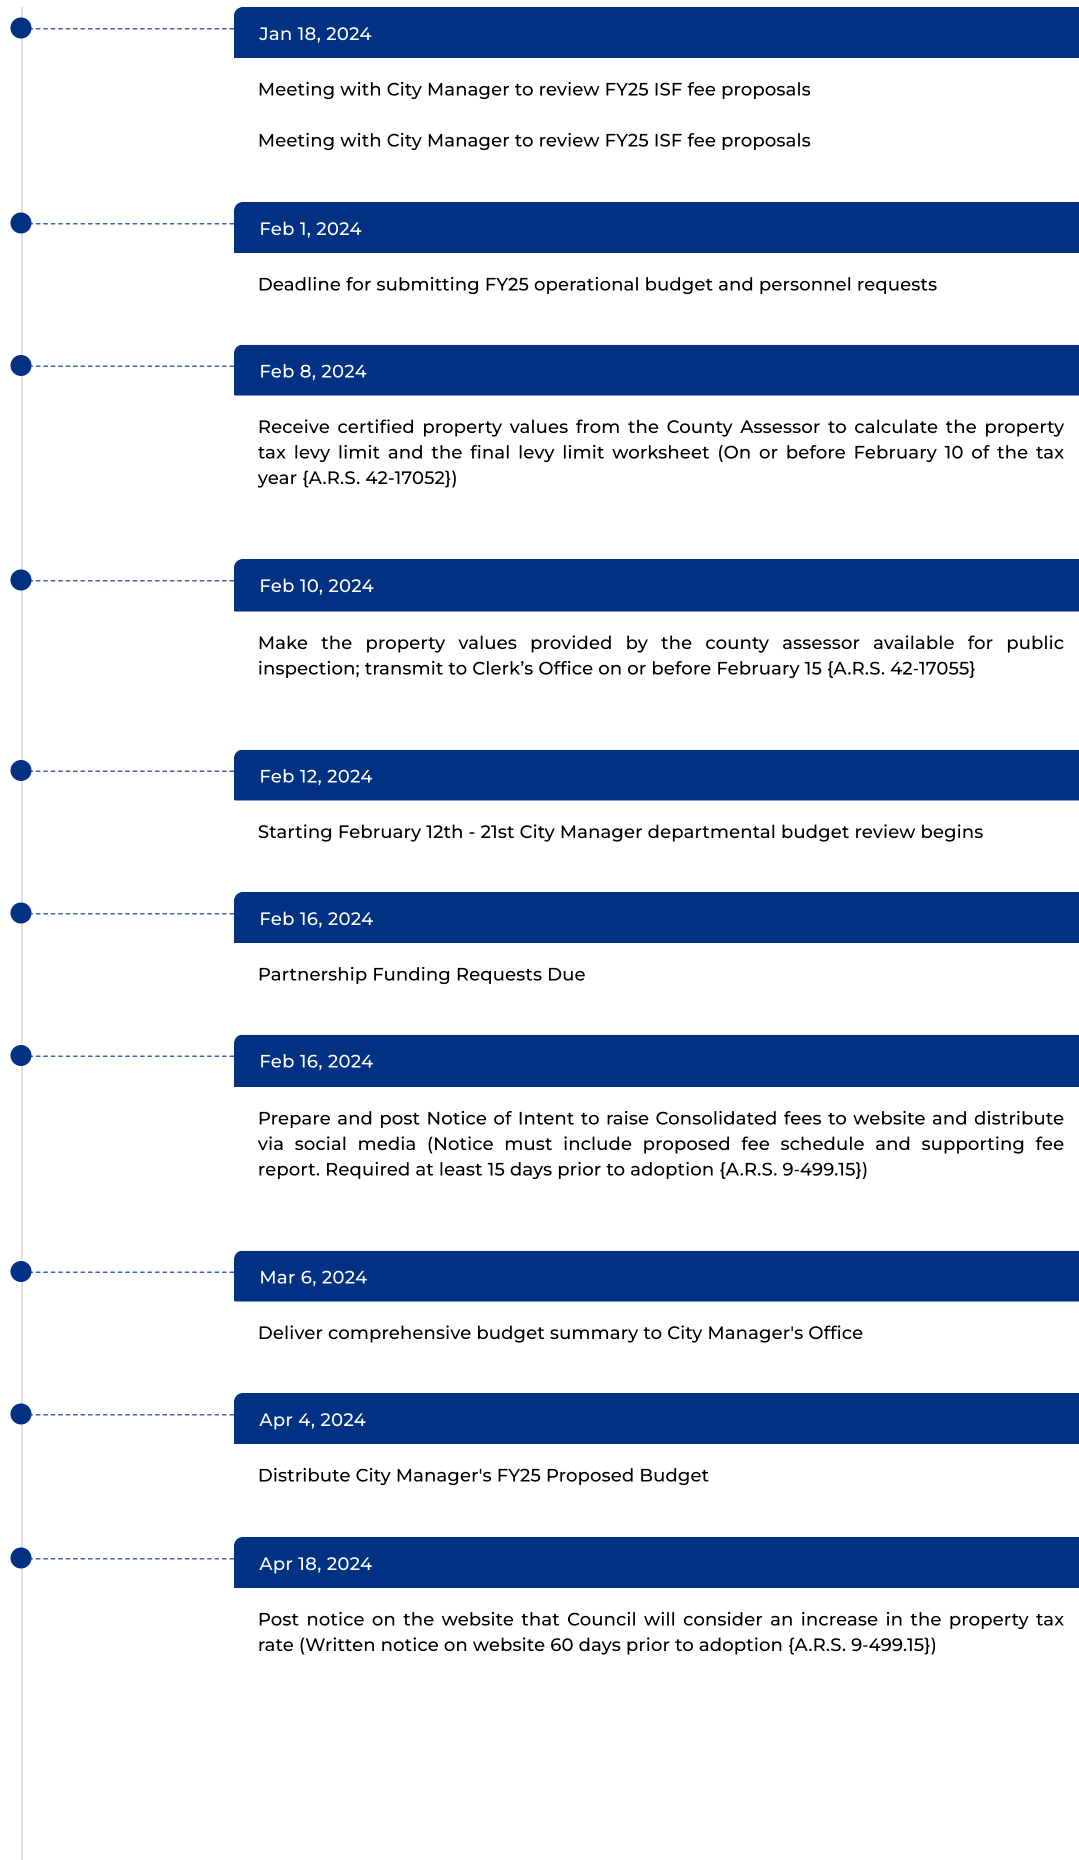 Jan 18, 2024
Meeting with City Manager to review FY25 ISF fee proposals
Meeting with City Manager to review FY25 ISF fee proposals
Feb 1, 2024
Deadline for submitting FY25 operational budget and personnel requests
Feb 8, 2024
Receive certified property values from the County Assessor to calculate the property
tax levy limit and the final levy limit worksheet (On or before February 10 of the tax
year {A.R.S. 42-17052})
Feb 10, 2024
Make the property values provided by the county assessor available for public
inspection; transmit to Clerk’s Office on or before February 15 {A.R.S. 42-17055}
Feb 12, 2024
Starting February 12th - 21st City Manager departmental budget review begins
Feb 16, 2024
Partnership Funding Requests Due
Feb 16, 2024
Prepare and post Notice of Intent to raise Consolidated fees to website and distribute
via social media (Notice must include proposed fee schedule and supporting fee
report. Required at least 15 days prior to adoption {A.R.S. 9-499.15})
Mar 6, 2024
Deliver comprehensive budget summary to City Manager's Office
Apr 4, 2024
Distribute City Manager's FY25 Proposed Budget
Apr 18, 2024
Post notice on the website that Council will consider an increase in the property tax
rate (Written notice on website 60 days prior to adoption {A.R.S. 9-499.15})